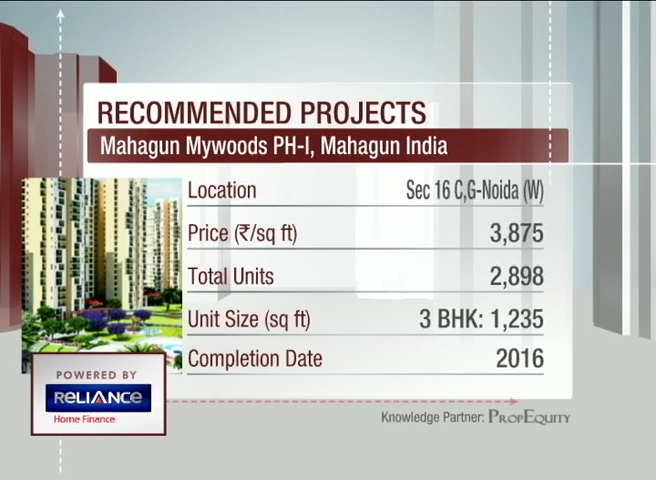 RECOMMENDED PROJECTS
Mahagun Mywoods PH-I, Mahagun India
Location Sec 16 C,G-Noida (W)
Price (₹/sq ft) 3,875
Total Units 2,898
Unit Size (sq ft) 3 BHK: 1,235
Completion Date 2016
POWERED BY
RELIANCE
Home Finance
Knowledge Partner: PROPEQUITY